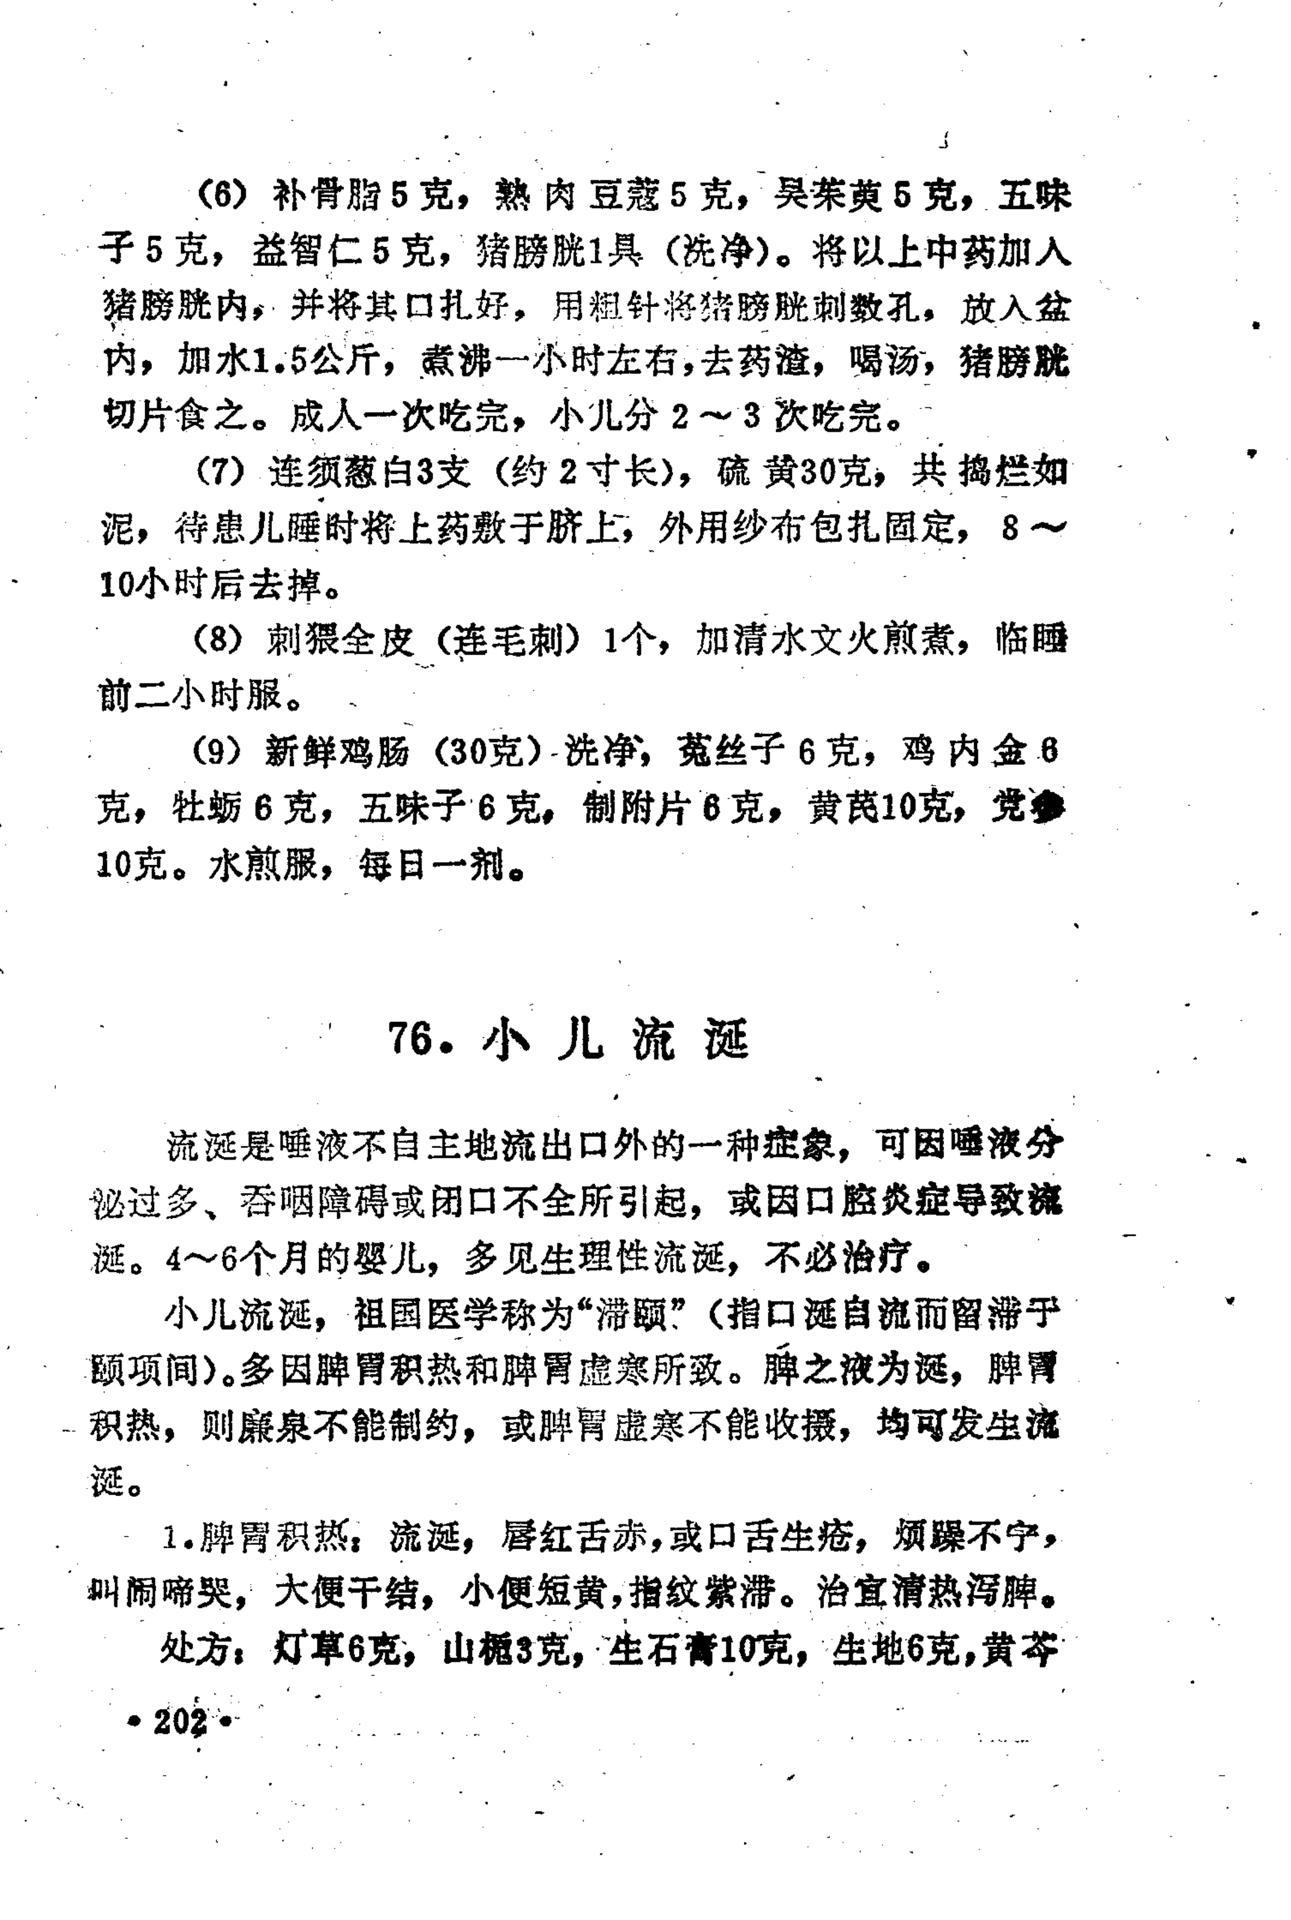 （6）补骨脂5克，熟肉豆蔻5克，吴茱萸5克，五味
子5克，益智仁5克，猪膀胱1具（洗净）。将以上中药加入
猪膀胱内，并将其口扎好，用粗针将猪膀胱刺数孔，放入盆
内，加水1.5公斤，煮沸一小时左右，去药渣，喝汤，猪膀胱
切片食之。成人一次吃完，小儿分2～3次吃完。
（7）连须葱白3支（约2寸长），硫黄30克，共捣烂如
泥，待患儿睡时将上药敷于脐上，外用纱布包扎固定，8～
10小时后去掉。
（8）刺猬全皮（连毛刺）1个，加清水文火煎煮，临睡
前二小时服。
（9）新鲜鸡肠（30克）洗净，菟丝子6克，鸡内金6
克，牡蛎6克，五味子6克，制附片6克，黄芪10克，党参
10克。水煎服，每日一剂。
76．小儿流涎
流涎是唾液不自主地流出口外的一种症象，可因唾液分
泌过多、吞咽障碍或闭口不全所引起，或因口腔炎症导致流
涎。4～6个月的婴儿，多见生理性流涎，不必治疗。
小儿流涎，祖国医学称为“滞颐”（指口涎自流而留滞于
颐项间）。多因脾胃积热和脾胃虚寒所致。脾之液为涎，脾胃
积热，则廉泉不能制约，或脾胃虚寒不能收摄，均可发生流
涎。
1.脾胃积热：流涎，唇红舌赤，或口舌生疮，烦躁不宁，
叫闹啼哭，大便干结，小便短黄，指纹紫滞。治宜清热泻脾。
处方：灯草6克，山栀3克，生石膏10克，生地6克，黄芩
•202•